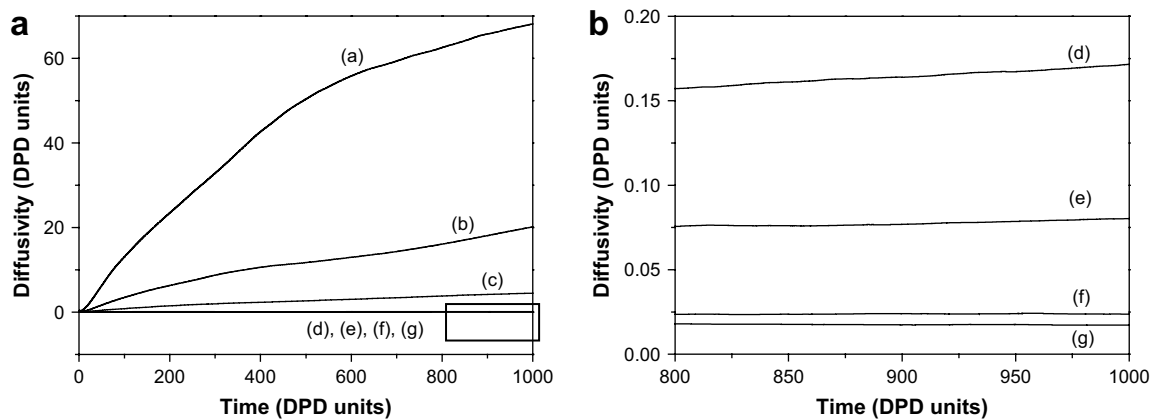 a
Diffusivity (DPD units)
60
40
20
0
(a)
(b)
(c)
(d), (e), (f), (g)
0 200 400 600 800 1000
Time (DPD units)
b
Diffusivity (DPD units)
0.20
0.15
0.10
0.05
0.00
(d)
(e)
(f)
(g)
800 850 900 950 1000
Time (DPD units)